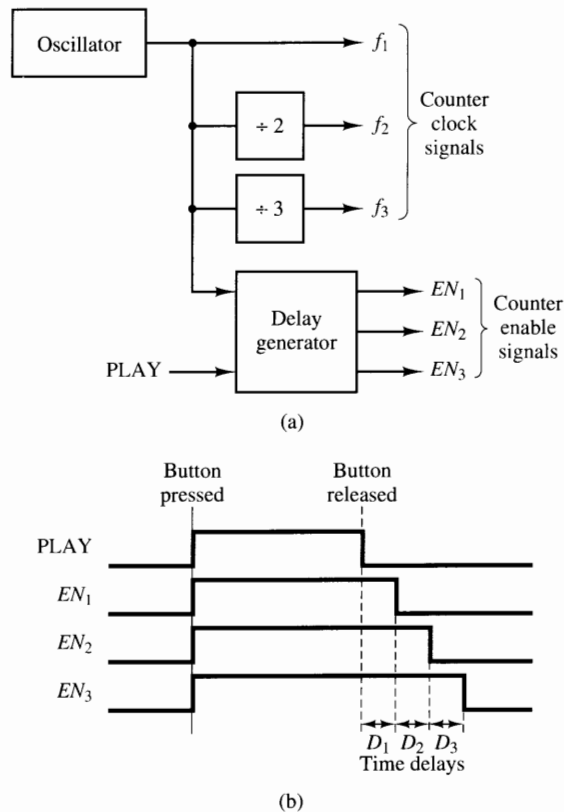 Oscillator
f₁
÷ 2
f₂
Counter
clock
signals
÷ 3
f₃
Delay
generator
EN₁
EN₂
EN₃
Counter
enable
signals
PLAY
(a)
Button
pressed
Button
released
PLAY
EN₁
EN₂
EN₃
D₁ D₂ D₃
Time delays
(b)